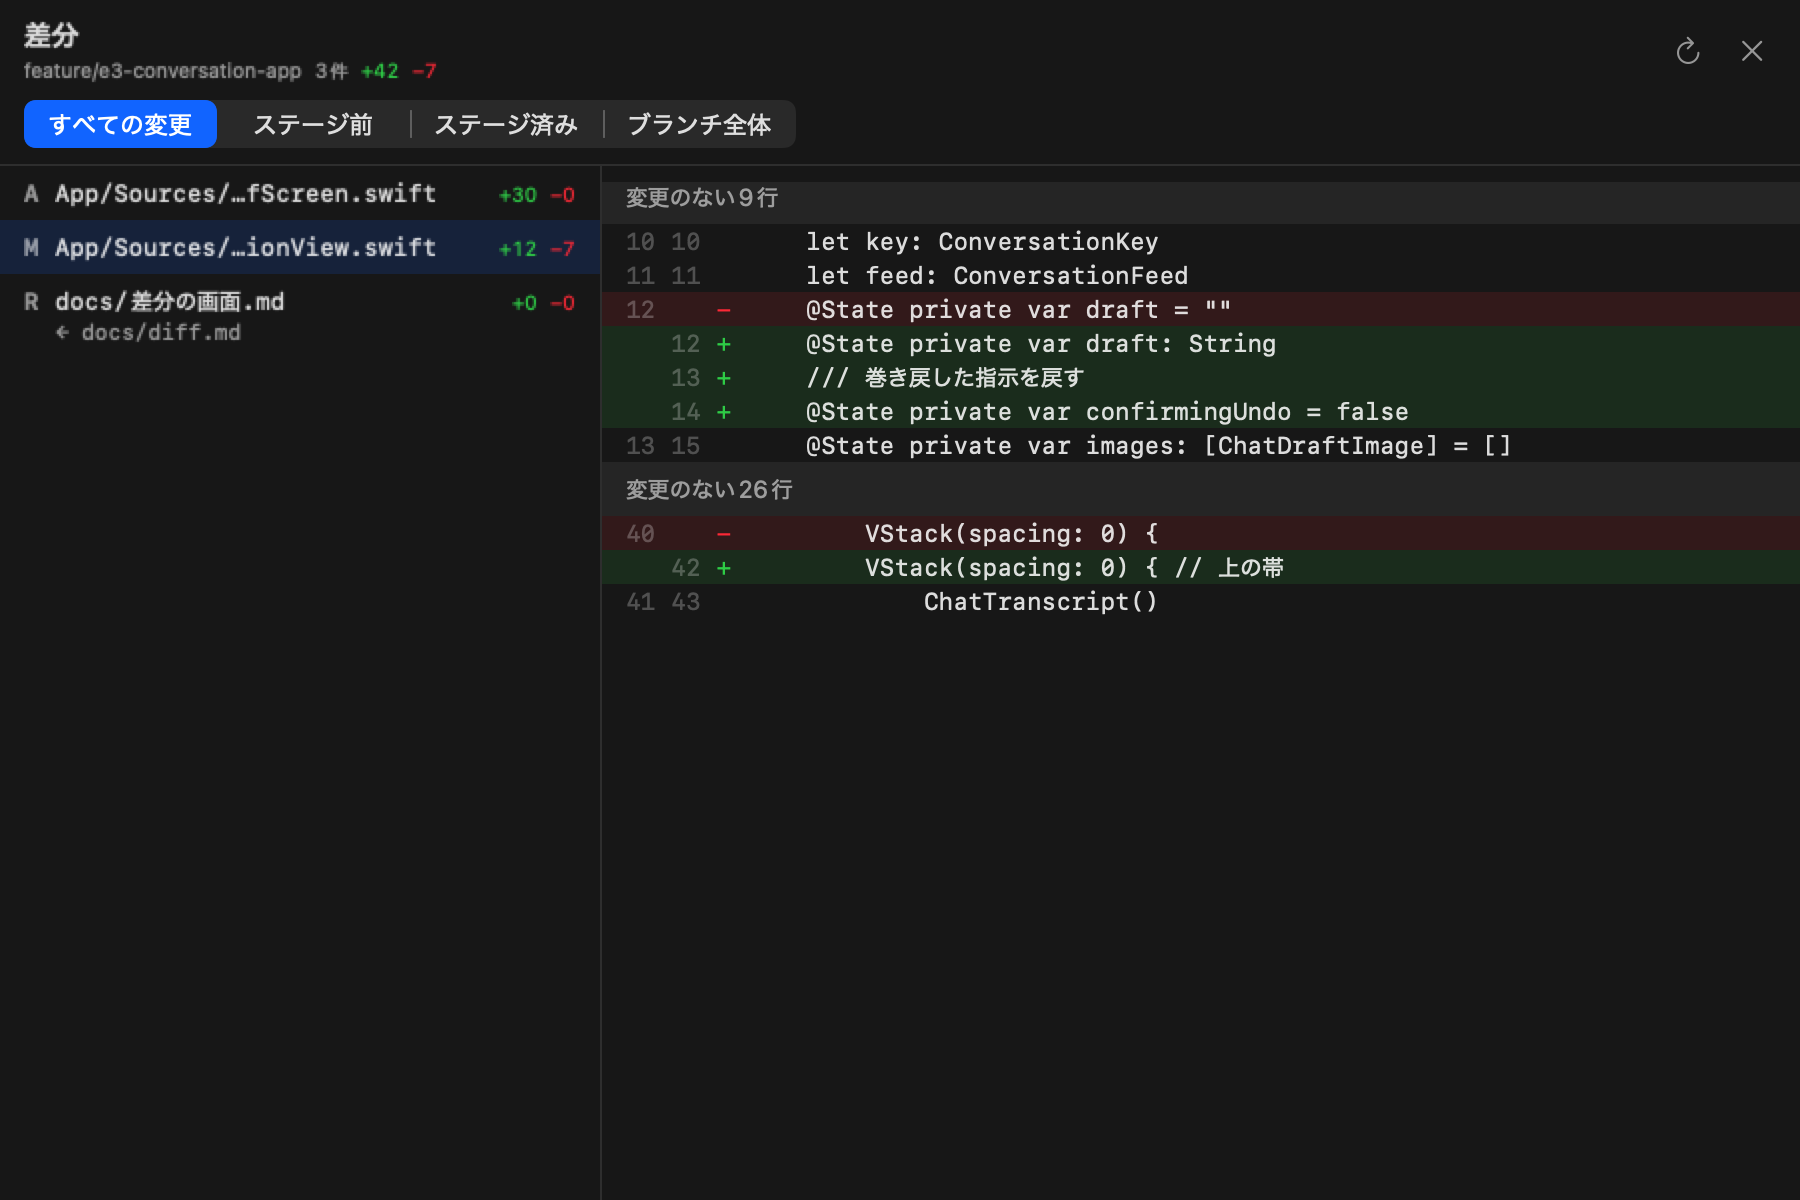 差分
feature/e3-conversation-app 3件 +42 −7
すべての変更 ステージ前 ステージ済み ブランチ全体
A App/Sources/…fScreen.swift +30 −0
M App/Sources/…ionView.swift +12 −7
R docs/差分の画面.md +0 −0
← docs/diff.md
変更のない9行
10 10 let key: ConversationKey
11 11 let feed: ConversationFeed
12 − @State private var draft = ""
12 + @State private var draft: String
13 + /// 巻き戻した指示を戻す
14 + @State private var confirmingUndo = false
13 15 @State private var images: [ChatDraftImage] = []
変更のない26行
40 − VStack(spacing: 0) {
42 + VStack(spacing: 0) { // 上の帯
41 43 ChatTranscript()